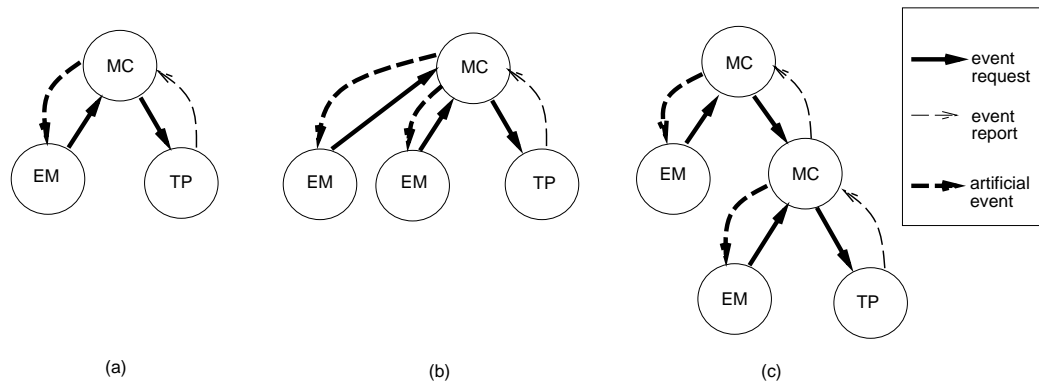 MC
EM
TP
(a)
MC
EM
EM
TP
(b)
MC
EM
MC
EM
TP
(c)
event
request
event
report
artificial
event